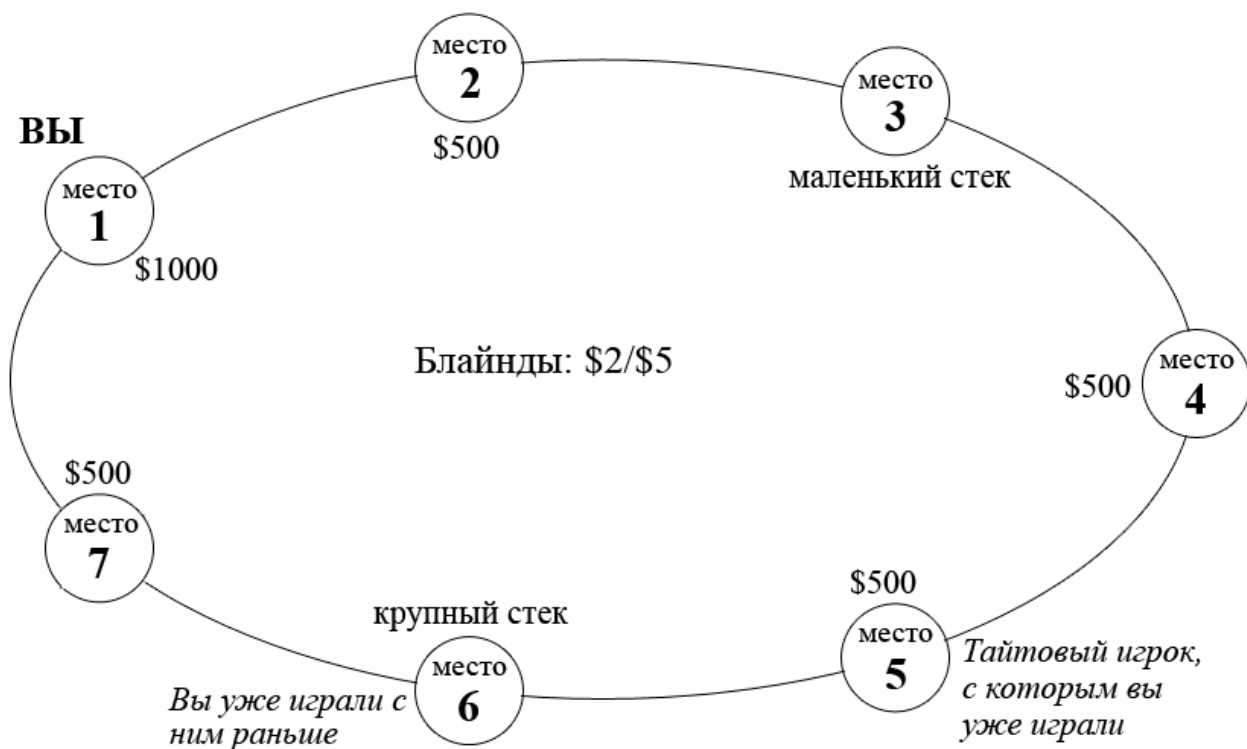 место
2
$500
место
3
маленький стек
ВЫ
место
1
$1000
Блайнды: $2/$5
$500
место
4
$500
место
7
крупный стек
место
6
Вы уже играли с
ним раньше
$500
место
5
Тайтовый игрок,
с которым вы
уже играли